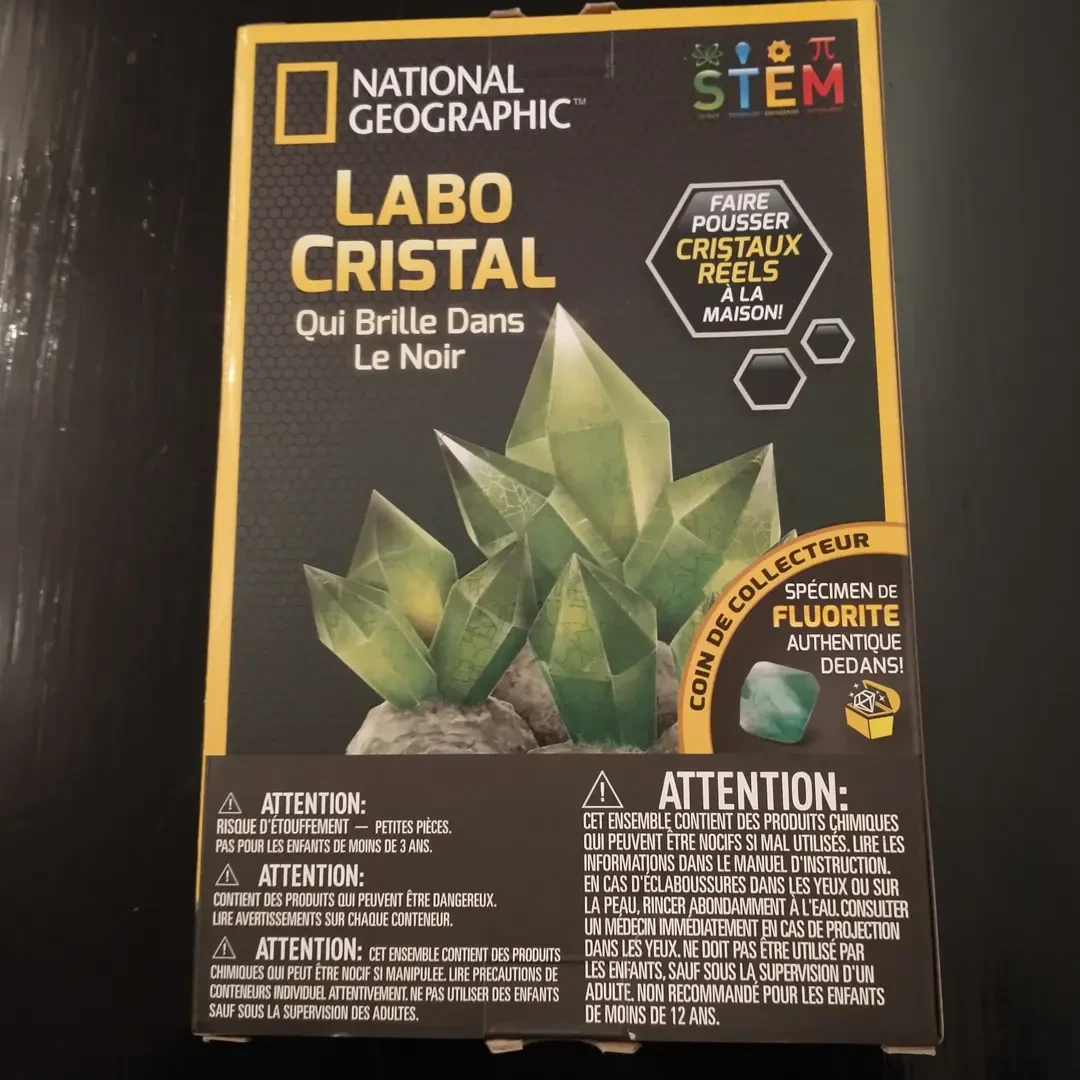 NATIONAL
GEOGRAPHIC™
STEM
LABO
CRISTAL
Qui Brille Dans
Le Noir
FAIRE
POUSSER
CRISTAUX
RÉELS
À LA
MAISON!
COIN DE COLLECTEUR
SPÉCIMEN DE
FLUORITE
AUTHENTIQUE
DEDANS!
ATTENTION:
RISQUE D'ÉTOUFFEMENT — PETITES PIÈCES.
PAS POUR LES ENFANTS DE MOINS DE 3 ANS.
ATTENTION:
CONTIENT DES PRODUITS QUI PEUVENT ÊTRE DANGEREUX.
LIRE AVERTISSEMENTS SUR CHAQUE CONTENEUR.
ATTENTION: CET ENSEMBLE CONTIENT DES PRODUITS
CHIMIQUES QUI PEUT ÊTRE NOCIF SI MANIPULEE. LIRE PRECAUTIONS DE
CONTENEURS INDIVIDUEL ATTENTIVEMENT. NE PAS UTILISER DES ENFANTS
SAUF SOUS LA SUPERVISION DES ADULTES.
ATTENTION:
CET ENSEMBLE CONTIENT DES PRODUITS CHIMIQUES
QUI PEUVENT ÊTRE NOCIFS SI MAL UTILISÉS. LIRE LES
INFORMATIONS DANS LE MANUEL D'INSTRUCTION.
EN CAS D'ÉCLABOUSSURES DANS LES YEUX OU SUR
LA PEAU, RINCER ABONDAMMENT À L'EAU. CONSULTER
UN MÉDECIN IMMÉDIATEMENT EN CAS DE PROJECTION
DANS LES YEUX. NE DOIT PAS ÊTRE UTILISÉ PAR
LES ENFANTS, SAUF SOUS LA SUPERVISION D'UN
ADULTE. NON RECOMMANDÉ POUR LES ENFANTS
DE MOINS DE 12 ANS.